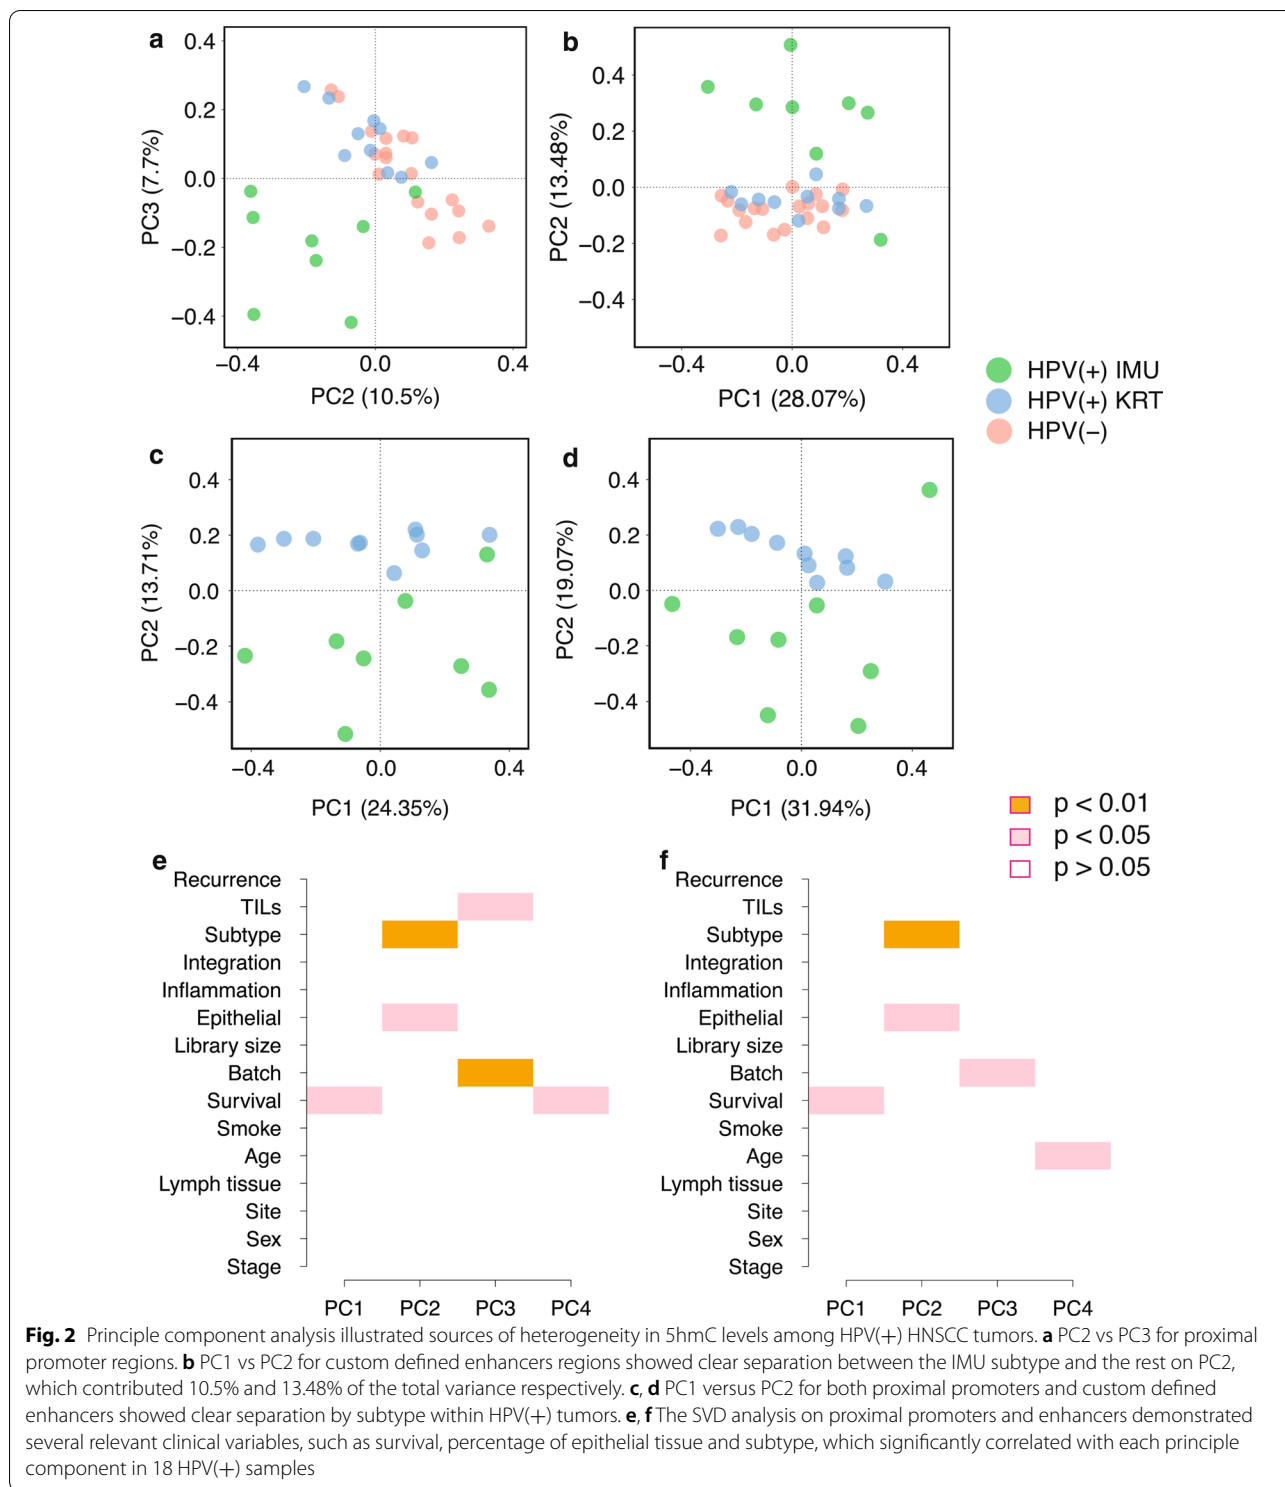 a
0.4
0.2
0.0
−0.2
−0.4
PC3 (7.7%)
−0.4
0.0
0.4
PC2 (10.5%)
b
0.4
0.2
0.0
−0.2
−0.4
PC2 (13.48%)
−0.4
0.0
0.4
PC1 (28.07%)
HPV(+) IMU
HPV(+) KRT
HPV(−)
c
0.4
0.2
0.0
−0.2
−0.4
PC2 (13.71%)
−0.4
0.0
0.4
PC1 (24.35%)
d
0.4
0.2
0.0
−0.2
−0.4
PC2 (19.07%)
−0.4
0.0
0.4
PC1 (31.94%)
p < 0.01
p < 0.05
p > 0.05
e
Recurrence
TILs
Subtype
Integration
Inflammation
Epithelial
Library size
Batch
Survival
Smoke
Age
Lymph tissue
Site
Sex
Stage
PC1
PC2
PC3
PC4
f
Recurrence
TILs
Subtype
Integration
Inflammation
Epithelial
Library size
Batch
Survival
Smoke
Age
Lymph tissue
Site
Sex
Stage
PC1
PC2
PC3
PC4
Fig. 2 Principle component analysis illustrated sources of heterogeneity in 5hmC levels among HPV(+) HNSCC tumors. a PC2 vs PC3 for proximal
promoter regions. b PC1 vs PC2 for custom defined enhancers regions showed clear separation between the IMU subtype and the rest on PC2,
which contributed 10.5% and 13.48% of the total variance respectively. c, d PC1 versus PC2 for both proximal promoters and custom defined
enhancers showed clear separation by subtype within HPV(+) tumors. e, f The SVD analysis on proximal promoters and enhancers demonstrated
several relevant clinical variables, such as survival, percentage of epithelial tissue and subtype, which significantly correlated with each principle
component in 18 HPV(+) samples